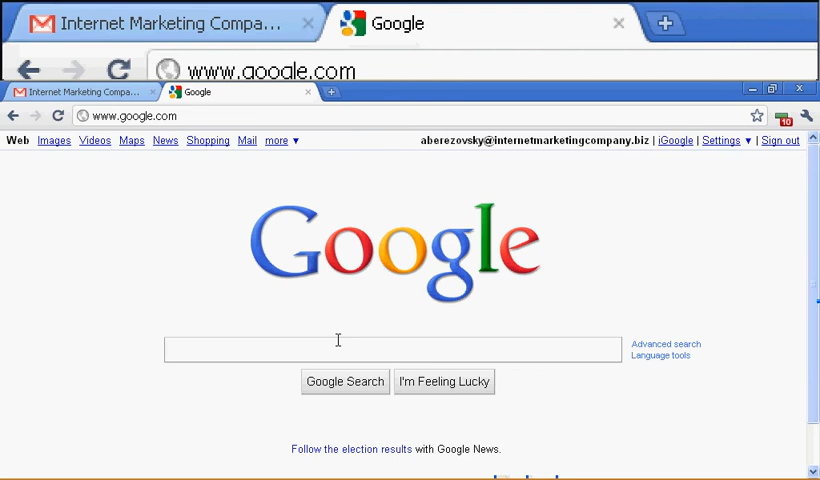 Internet Marketing Compa... Google
www.google.com
Internet Marketing Compa... Google
www.google.com
10
Web Images Videos Maps News Shopping Mail more ▼ aberezovsky@internetmarketingcompany.biz | iGoogle | Settings ▼ | Sign out
Google
Advanced search
Language tools
Google Search I'm Feeling Lucky
Follow the election results with Google News.